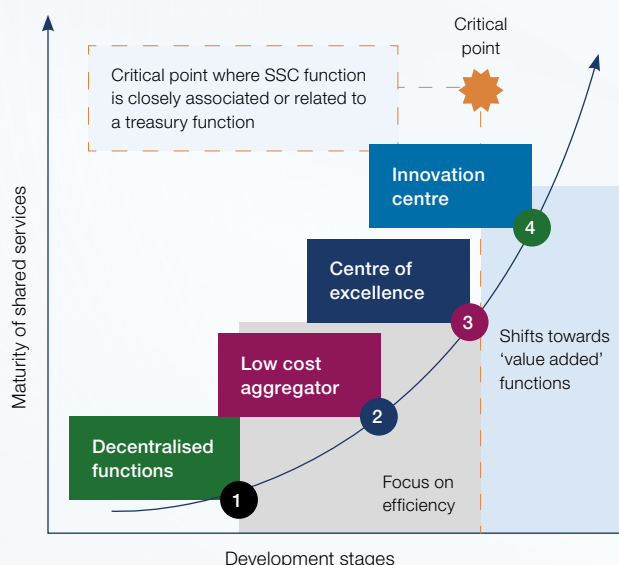 Critical
point
Critical point where SSC function
is closely associated or related to
a treasury function
Innovation
centre
4
Centre of
excellence
3
Shifts towards
‘value added’
functions
Low cost
aggregator
2
Decentralised
functions
1
Focus on
efficiency
Maturity of shared services
Development stages